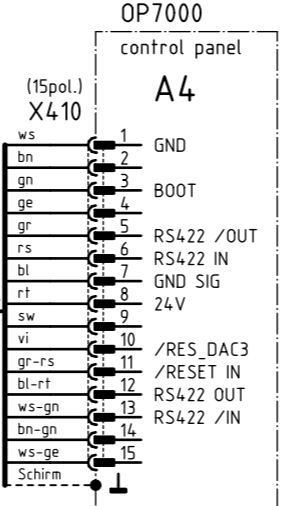 OP7000
control panel
A4
(15pol.)
X410
ws 1 GND
bn 2
gn 3 BOOT
ge 4
gr 5 RS422 /OUT
rs 6 RS422 IN
bl 7 GND SIG
rt 8 24V
sw 9
vi 10 /RES_DAC3
gr-rs 11 /RESET IN
bl-rt 12 RS422 OUT
ws-gn 13 RS422 /IN
bn-gn 14
ws-ge 15
Schirm